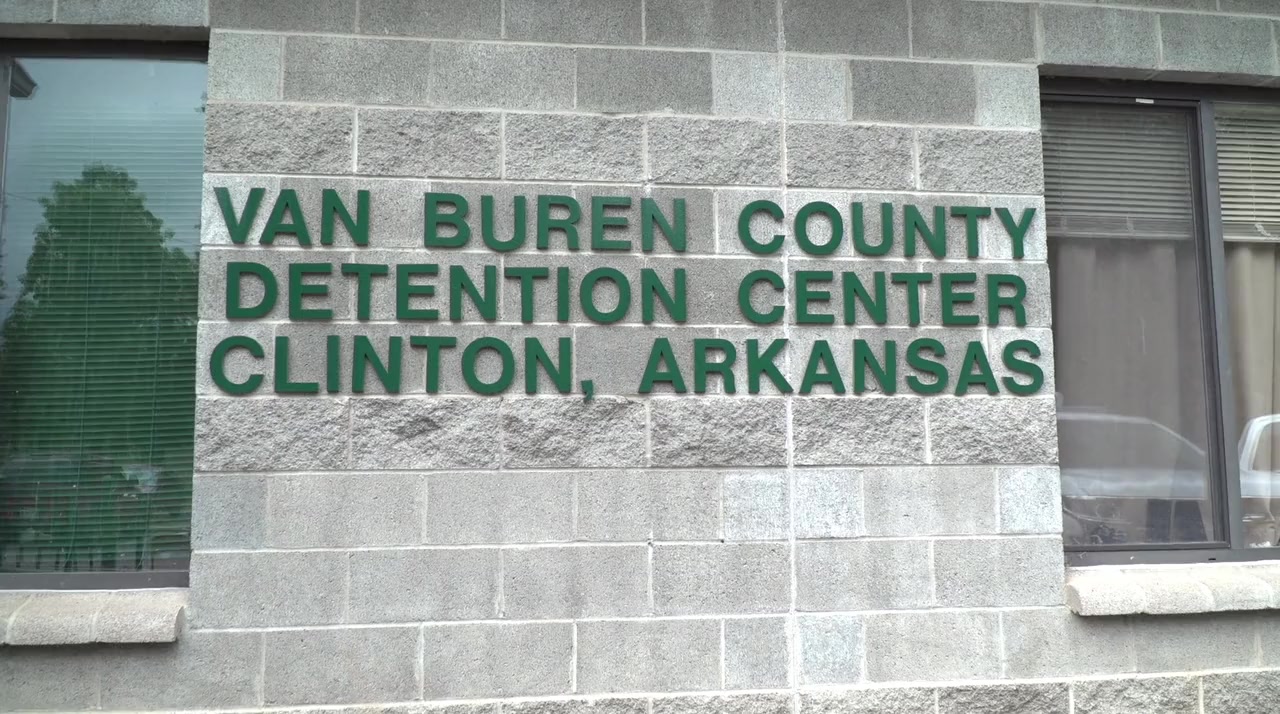 VAN BUREN COUNTY
DETENTION CENTER
CLINTON, ARKANSAS